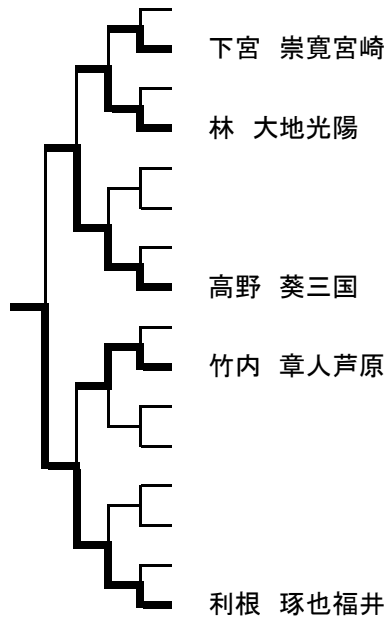 下宮　崇寛宮崎
林　大地光陽
高野　葵三国
竹内　章人芦原
利根　琢也福井